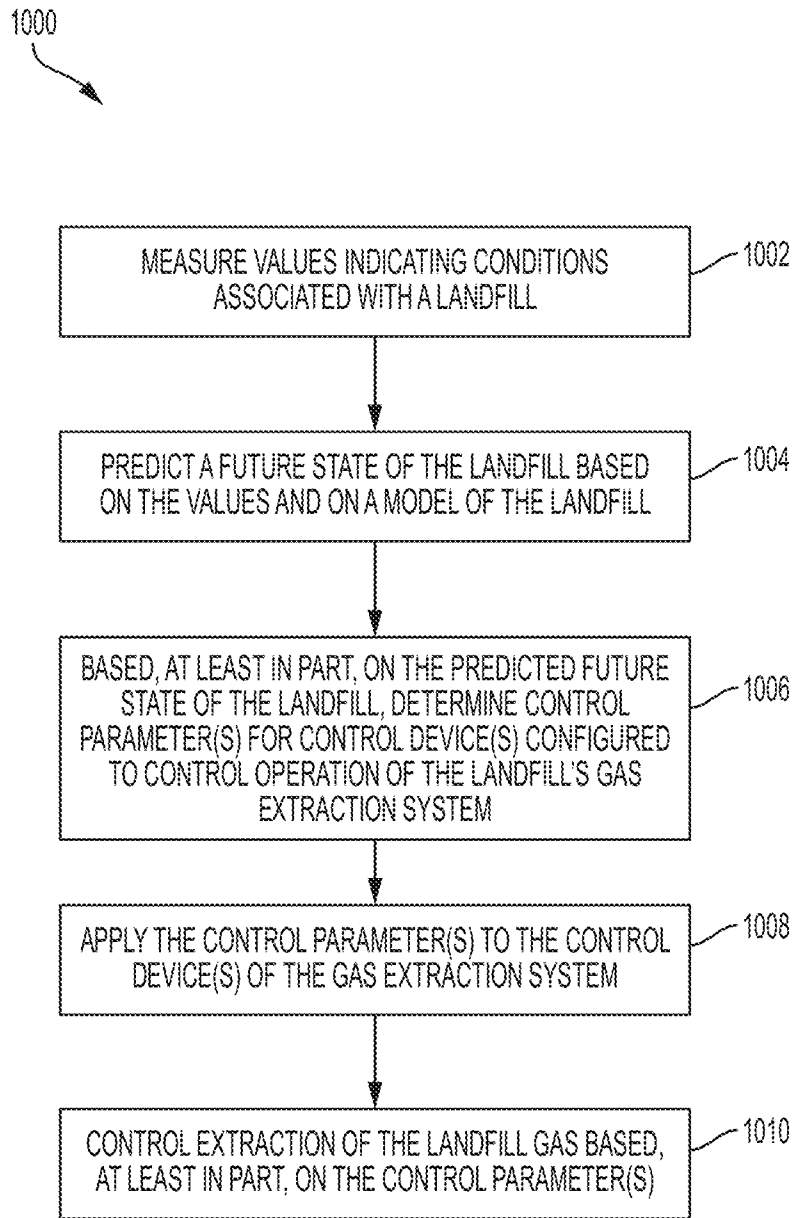 1000
MEASURE VALUES INDICATING CONDITIONS
ASSOCIATED WITH A LANDFILL
1002
PREDICT A FUTURE STATE OF THE LANDFILL BASED
ON THE VALUES AND ON A MODEL OF THE LANDFILL
1004
BASED, AT LEAST IN PART, ON THE PREDICTED FUTURE
STATE OF THE LANDFILL, DETERMINE CONTROL
PARAMETER(S) FOR CONTROL DEVICE(S) CONFIGURED
TO CONTROL OPERATION OF THE LANDFILL'S GAS
EXTRACTION SYSTEM
1006
APPLY THE CONTROL PARAMETER(S) TO THE CONTROL
DEVICE(S) OF THE GAS EXTRACTION SYSTEM
1008
CONTROL EXTRACTION OF THE LANDFILL GAS BASED,
AT LEAST IN PART, ON THE CONTROL PARAMETER(S)
1010